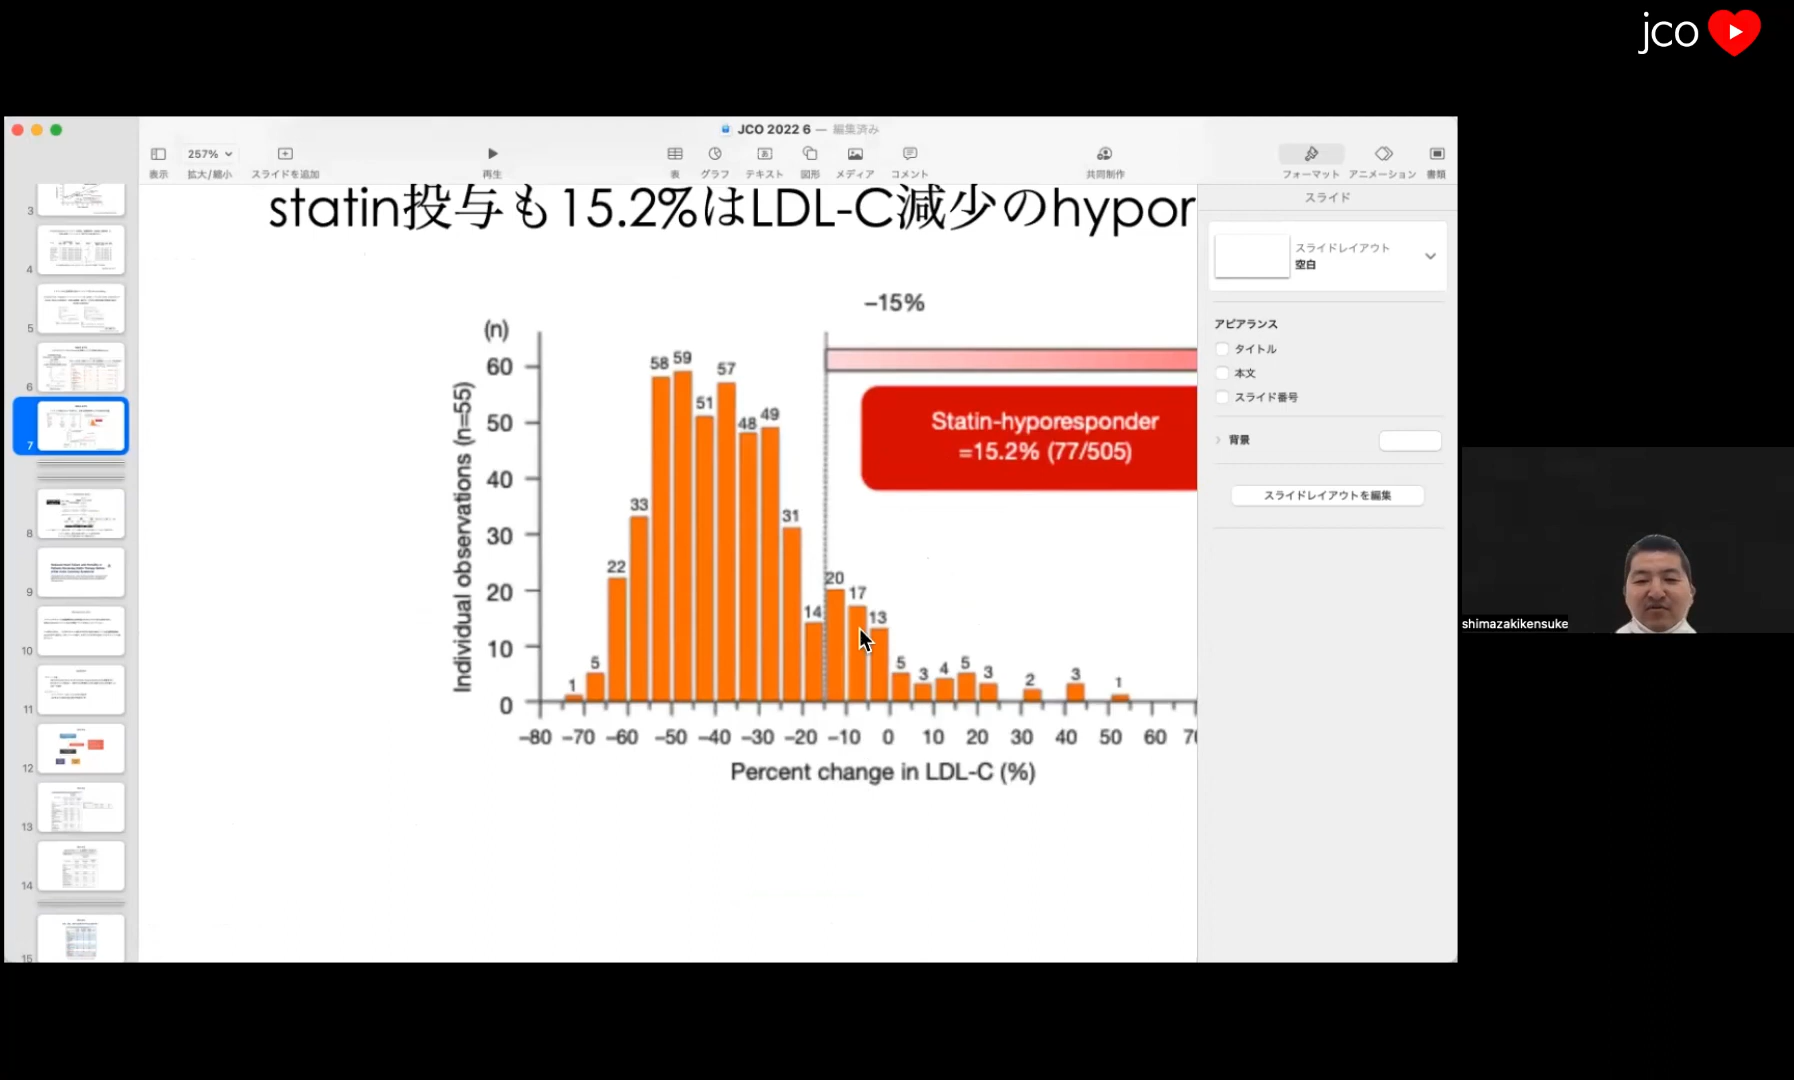 jco
JCO 2022 6 — 編集済み
257%
表示
拡大/縮小
スライドを追加
再生
表
グラフ
テキスト
図形
メディア
コメント
共同制作
フォーマット
アニメーション
書類
3
4
5
6
7
8
9
10
11
12
13
14
15
statin投与も15.2%はLDL-C減少のhypor
−15%
(n)
60
50
40
30
20
10
0
Individual observations (n=55)
1
5
22
33
58
59
51
57
48
49
31
14
20
17
13
5
3
4
5
3
2
3
1
Statin-hyporesponder
=15.2% (77/505)
−80 −70 −60 −50 −40 −30 −20 −10 0 10 20 30 40 50 60 70
Percent change in LDL-C (%)
スライド
スライドレイアウト
空白
アピアランス
タイトル
本文
スライド番号
背景
スライドレイアウトを編集
shimazakikensuke